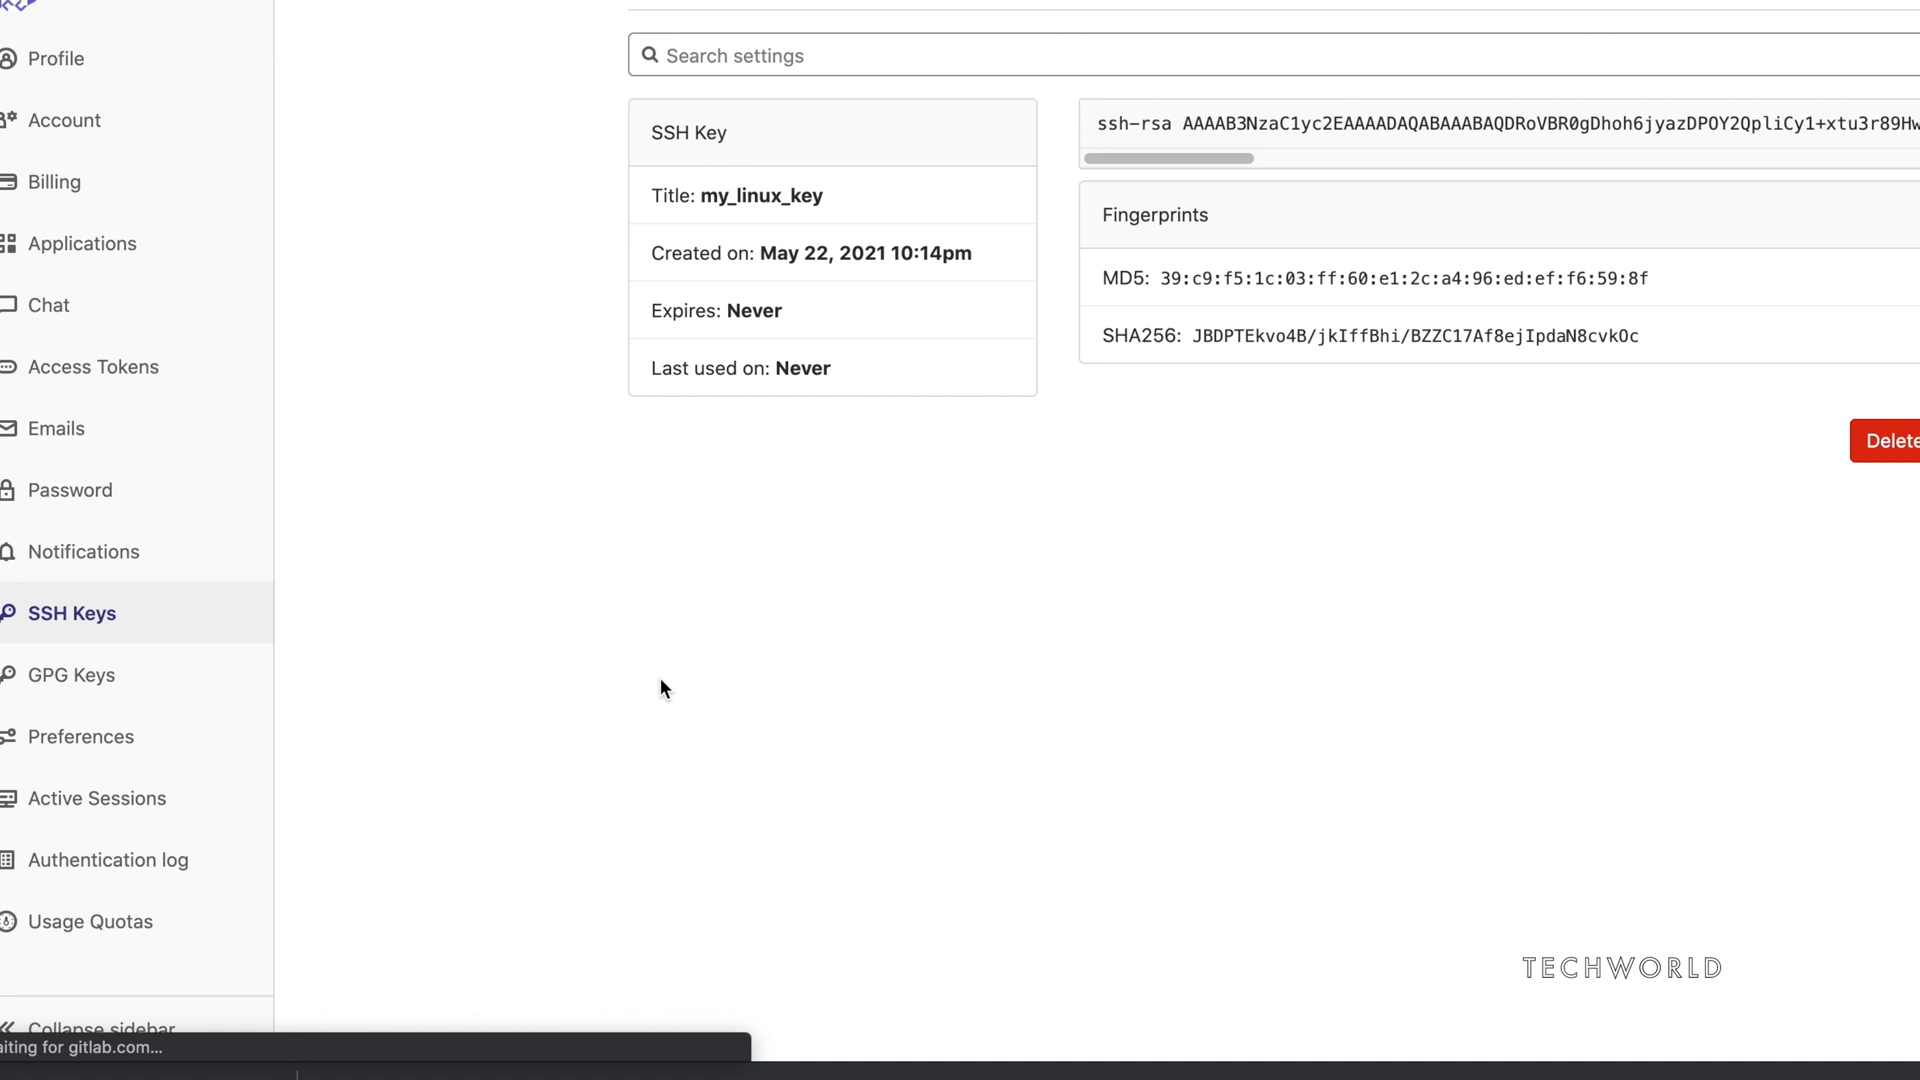 Profile
Account
Billing
Applications
Chat
Access Tokens
Emails
Password
Notifications
SSH Keys
GPG Keys
Preferences
Active Sessions
Authentication log
Usage Quotas
Collapse sidebar
aiting for gitlab.com...
Search settings
SSH Key
Title: my_linux_key
Created on: May 22, 2021 10:14pm
Expires: Never
Last used on: Never
ssh-rsa AAAAB3NzaC1yc2EAAAADAQABAAABAQDRoVBR0gDhoh6jyazDPOY2QpliCy1+xtu3r89Hw
Fingerprints
MD5: 39:c9:f5:1c:03:ff:60:e1:2c:a4:96:ed:ef:f6:59:8f
SHA256: JBDPTEkvo4B/jkIffBhi/BZZC17Af8ejIpdaN8cvkOc
Delete
TECHWORLD